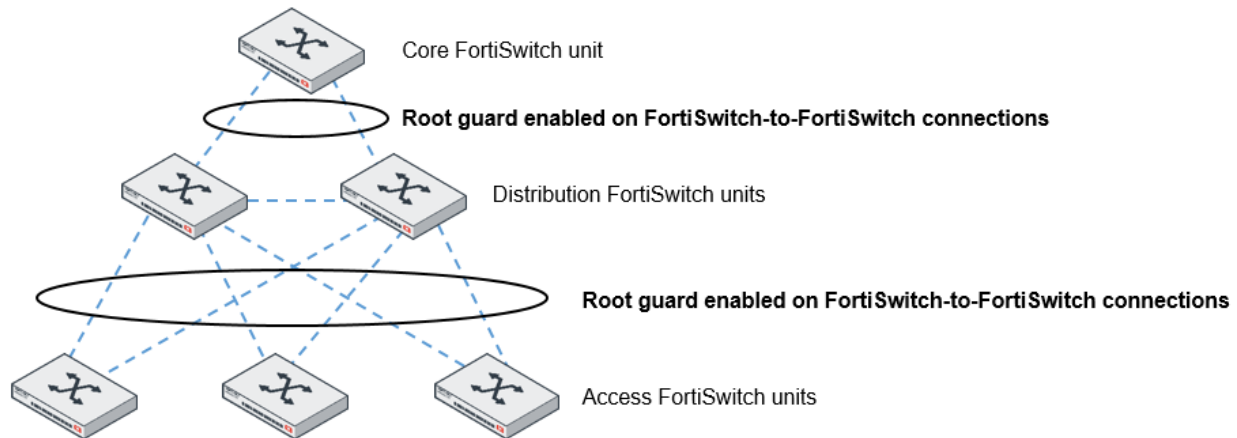 Core FortiSwitch unit
Root guard enabled on FortiSwitch-to-FortiSwitch connections
Distribution FortiSwitch units
Root guard enabled on FortiSwitch-to-FortiSwitch connections
Access FortiSwitch units